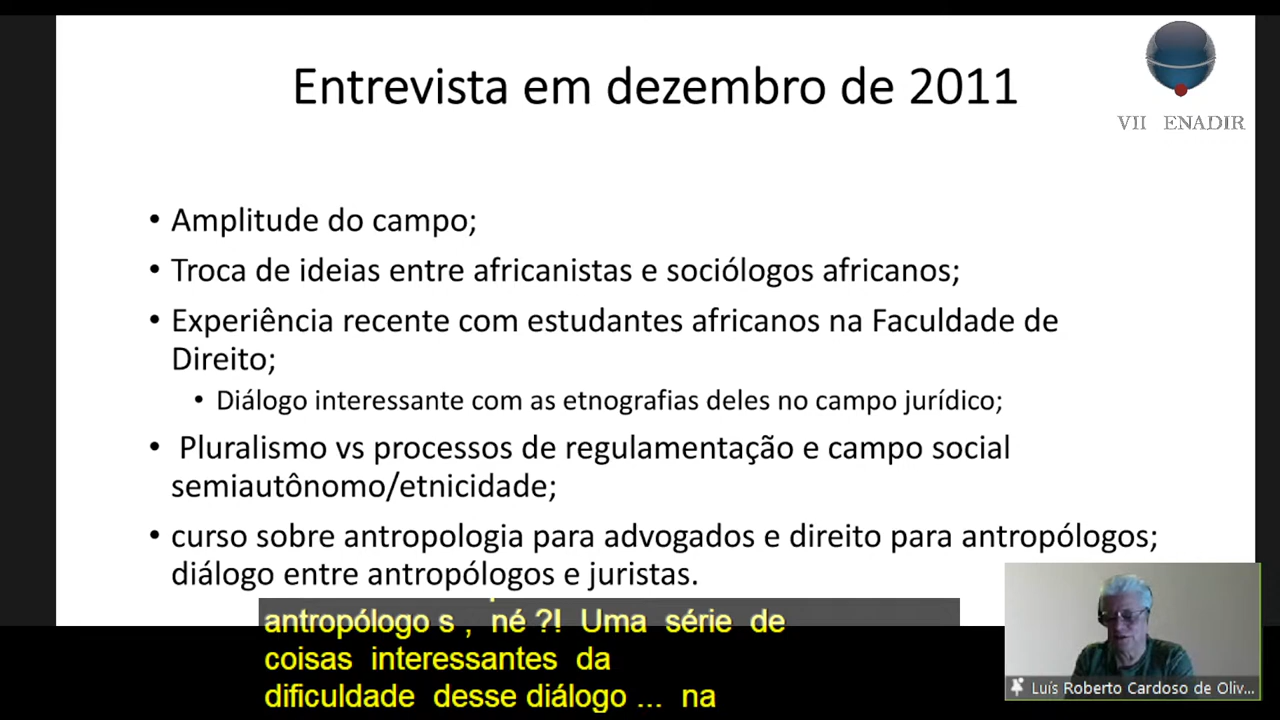 Entrevista em dezembro de 2011
VII ENADIR
• Amplitude do campo;
• Troca de ideias entre africanistas e sociólogos africanos;
• Experiência recente com estudantes africanos na Faculdade de
Direito;
• Diálogo interessante com as etnografias deles no campo jurídico;
• Pluralismo vs processos de regulamentação e campo social
semiautônomo/etnicidade;
• curso sobre antropologia para advogados e direito para antropólogos;
diálogo entre antropólogos e juristas.
antropólogo s , né ?! Uma série de
coisas interessantes da
dificuldade desse diálogo ... na
Luís Roberto Cardoso de Oliv...